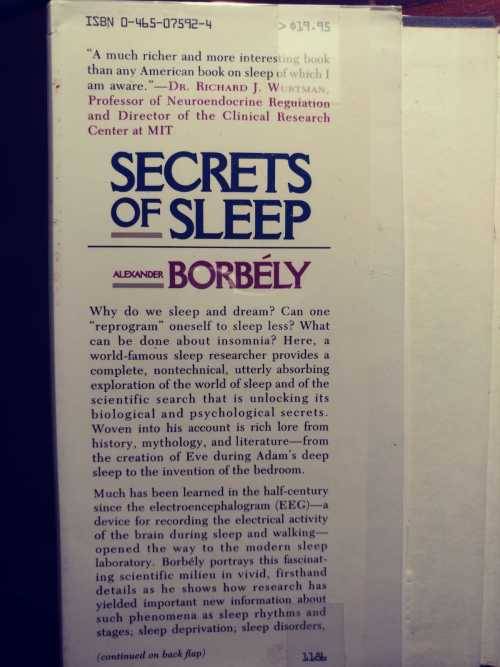 ISBN 0-465-07592-4
>$19.95
"A much richer and more interesting book
than any American book on sleep of which I
am aware."—DR. RICHARD J. WURTMAN,
Professor of Neuroendocrine Regulation
and Director of the Clinical Research
Center at MIT
SECRETS
OF SLEEP
ALEXANDER BORBÉLY
Why do we sleep and dream? Can one
"reprogram" oneself to sleep less? What
can be done about insomnia? Here, a
world-famous sleep researcher provides a
complete, nontechnical, utterly absorbing
exploration of the world of sleep and of the
scientific search that is unlocking its
biological and psychological secrets.
Woven into his account is rich lore from
history, mythology, and literature—from
the creation of Eve during Adam's deep
sleep to the invention of the bedroom.
Much has been learned in the half-century
since the electroencephalogram (EEG)—a
device for recording the electrical activity
of the brain during sleep and walking—
opened the way to the modern sleep
laboratory. Borbély portrays this fascinat-
ing scientific milieu in vivid, firsthand
details as he shows how research has
yielded important new information about
such phenomena as sleep rhythms and
stages; sleep deprivation; sleep disorders,
(continued on back flap)
1186